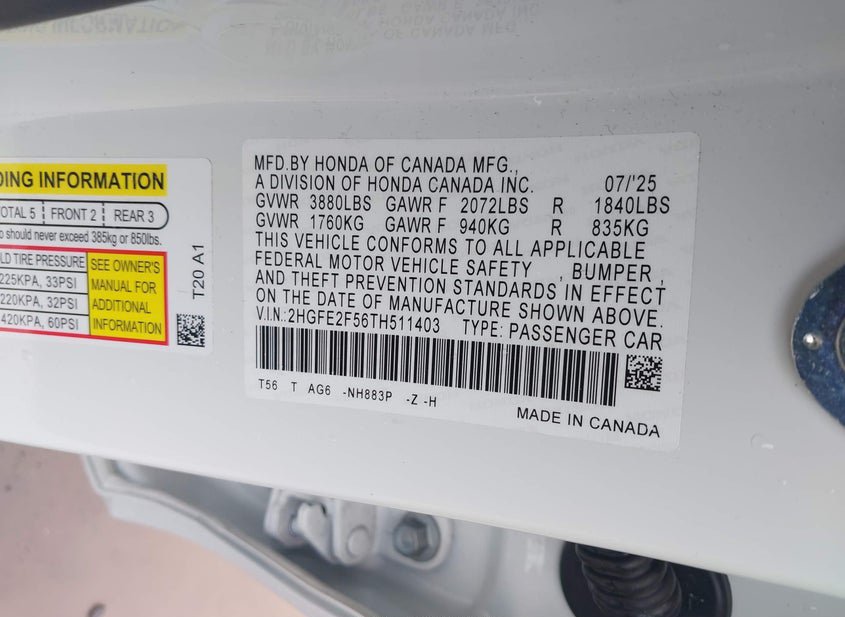 DING INFORMATION
OTAL 5 FRONT 2 REAR 3
o should never exceed 385kg or 850lbs.
LD TIRE PRESSURE
225KPA, 33PSI
220KPA, 32PSI
420KPA, 60PSI
SEE OWNER'S
MANUAL FOR
ADDITIONAL
INFORMATION
T20 A1
MFD.BY HONDA OF CANADA MFG.,
A DIVISION OF HONDA CANADA INC. 07/'25
GVWR 3880LBS GAWR F 2072LBS R 1840LBS
GVWR 1760KG GAWR F 940KG R 835KG
THIS VEHICLE CONFORMS TO ALL APPLICABLE
FEDERAL MOTOR VEHICLE SAFETY , BUMPER ,
AND THEFT PREVENTION STANDARDS IN EFFECT
ON THE DATE OF MANUFACTURE SHOWN ABOVE.
V.I.N.:2HGFE2F56TH511403 TYPE: PASSENGER CAR
T56 T AG6 -NH883P -Z -H
MADE IN CANADA